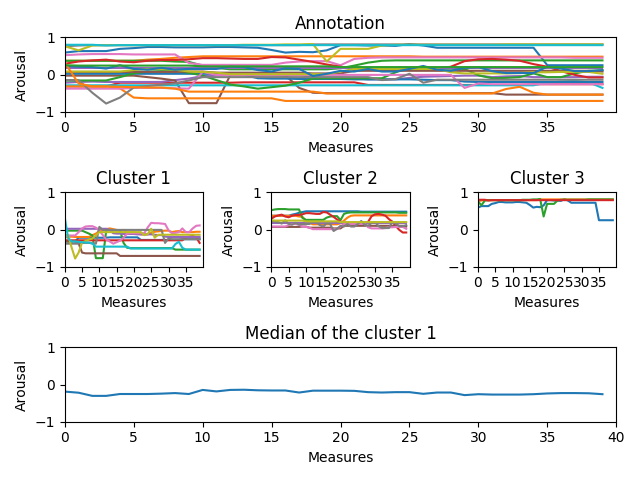 Annotation
Arousal
1
0
−1
0 5 10 15 20 25 30 35
Measures
Cluster 1 Cluster 2 Cluster 3
Arousal Arousal Arousal
1 1 1
0 0 0
−1 −1 −1
0 5 10 15 20 25 30 35 0 5 10 15 20 25 30 35 0 5 10 15 20 25 30 35
Measures Measures Measures
Median of the cluster 1
Arousal
1
0
−1
0 5 10 15 20 25 30 35 40
Measures